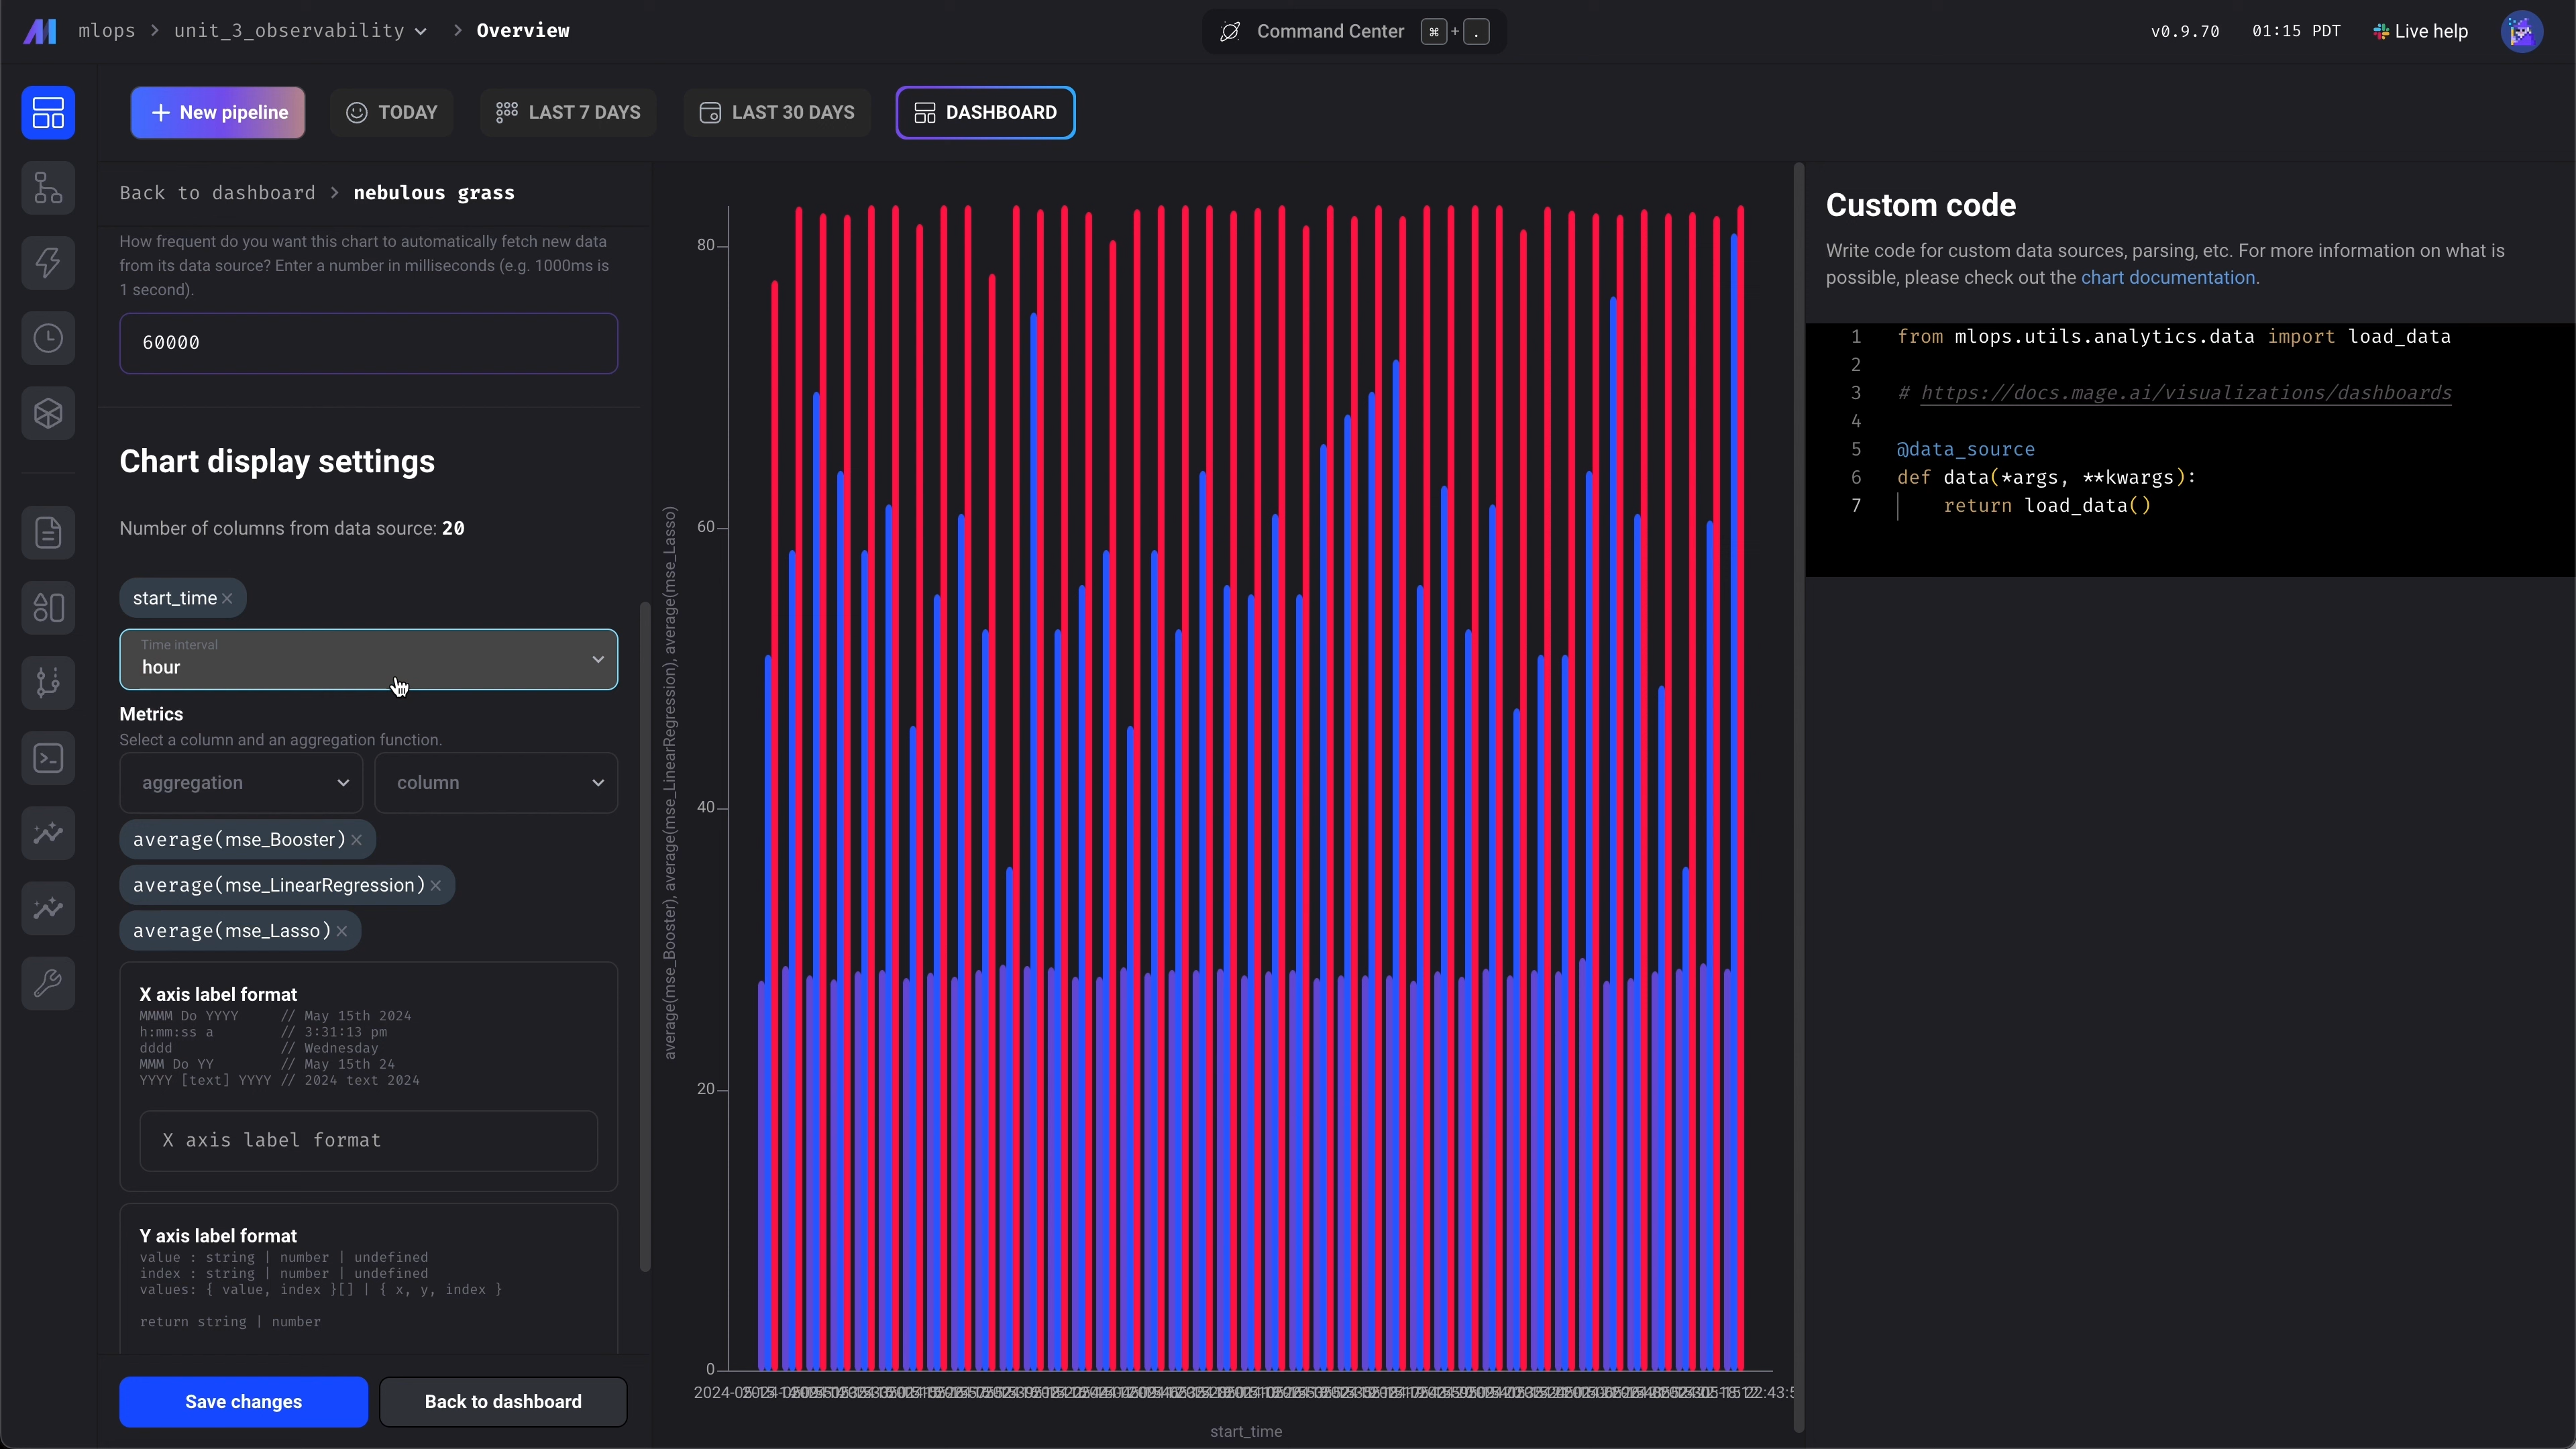 mlops > unit_3_observability > Overview
Command Center ⌘ + .
v0.9.70 01:15 PDT Live help
New pipeline TODAY LAST 7 DAYS LAST 30 DAYS DASHBOARD
Back to dashboard > nebulous grass
How frequent do you want this chart to automatically fetch new data
from its data source? Enter a number in milliseconds (e.g. 1000ms is
1 second).
60000
Chart display settings
Number of columns from data source: 20
start_time ×
Time interval
hour
Metrics
Select a column and an aggregation function.
aggregation column
average(mse_Booster) ×
average(mse_LinearRegression) ×
average(mse_Lasso) ×
X axis label format
MMMM Do YYYY // May 15th 2024
h:mm:ss a // 3:31:13 pm
dddd // Wednesday
MMM Do YY // May 15th 24
YYYY [text] YYYY // 2024 text 2024
X axis label format
Y axis label format
value : string | number | undefined
index : string | number | undefined
values: { value, index }[] | { x, y, index }
return string | number
Save changes Back to dashboard
average(mse_Booster), average(mse_LinearRegression), average(mse_Lasso)
80
60
40
20
0
start_time
Custom code
Write code for custom data sources, parsing, etc. For more information on what is
possible, please check out the chart documentation.
1 from mlops.utils.analytics.data import load_data
2
3 # https://docs.mage.ai/visualizations/dashboards
4
5 @data_source
6 def data(*args, **kwargs):
7 return load_data()